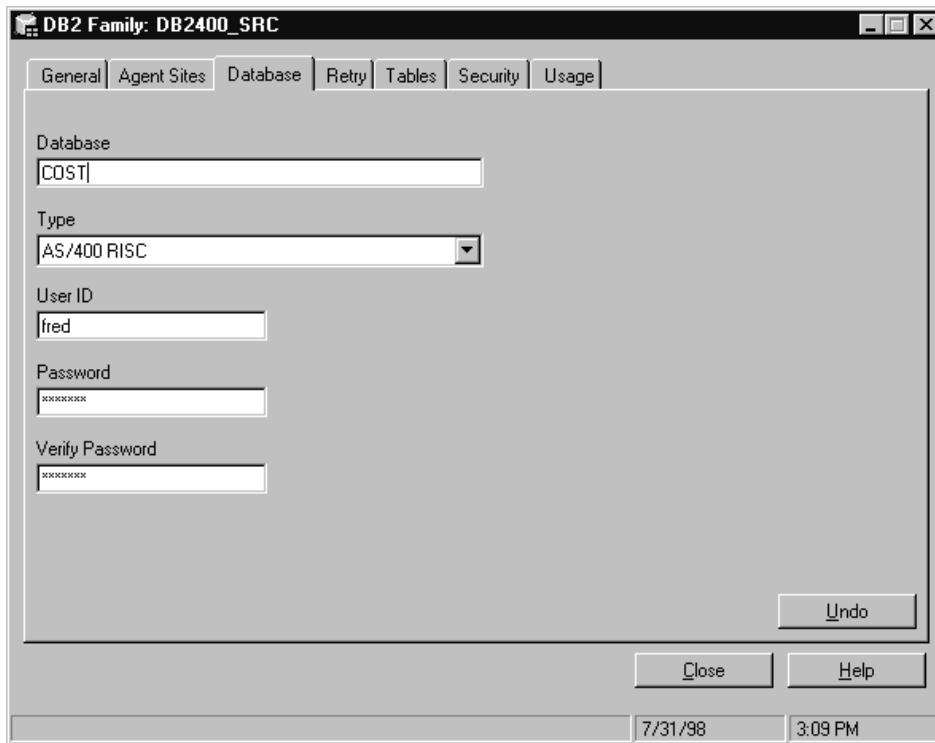 DB2 Family: DB2400_SRC
General Agent Sites Database Retry Tables Security Usage
Database
COST
Type
AS/400 RISC
User ID
fred
Password
*******
Verify Password
*******
Undo
Close Help
7/31/98 3:09 PM